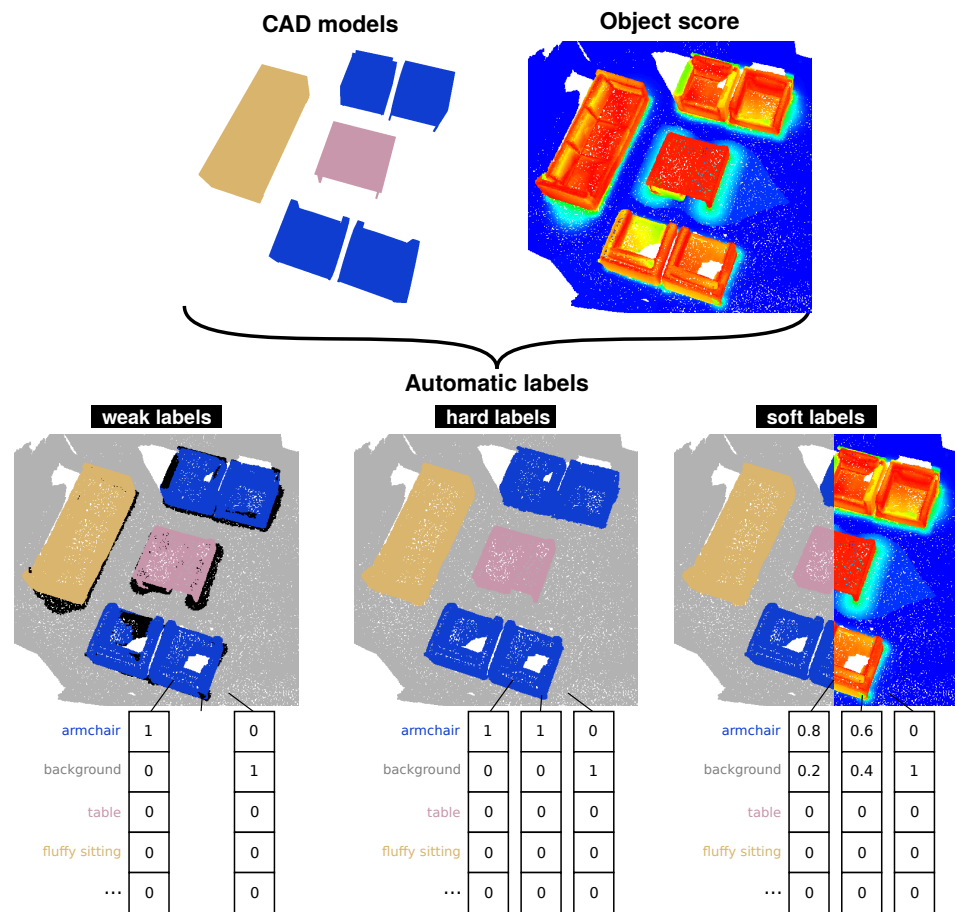 CAD models
Object score
Automatic labels
weak labels
hard labels
soft labels
armchair 1 0
background 0 1
table 0 0
fluffy sitting 0 0
... 0 0
armchair 1 1 0
background 0 0 1
table 0 0 0
fluffy sitting 0 0 0
... 0 0 0
armchair 0.8 0.6 0
background 0.2 0.4 1
table 0 0 0
fluffy sitting 0 0 0
... 0 0 0